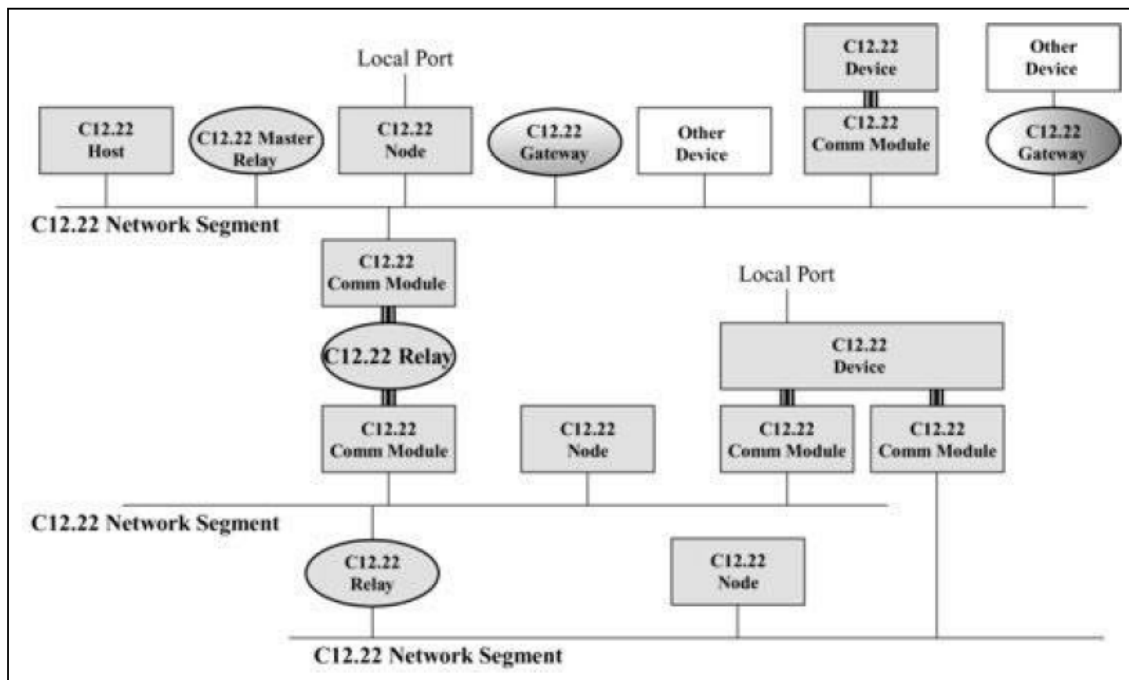 Local Port
C12.22
Host
C12.22 Master
Relay
C12.22
Node
C12.22
Gateway
Other
Device
C12.22
Device
C12.22
Comm Module
Other
Device
C12.22
Gateway
C12.22 Network Segment
C12.22
Comm Module
C12.22 Relay
C12.22
Comm Module
C12.22
Node
Local Port
C12.22
Device
C12.22
Comm Module
C12.22
Comm Module
C12.22 Network Segment
C12.22
Relay
C12.22
Node
C12.22 Network Segment